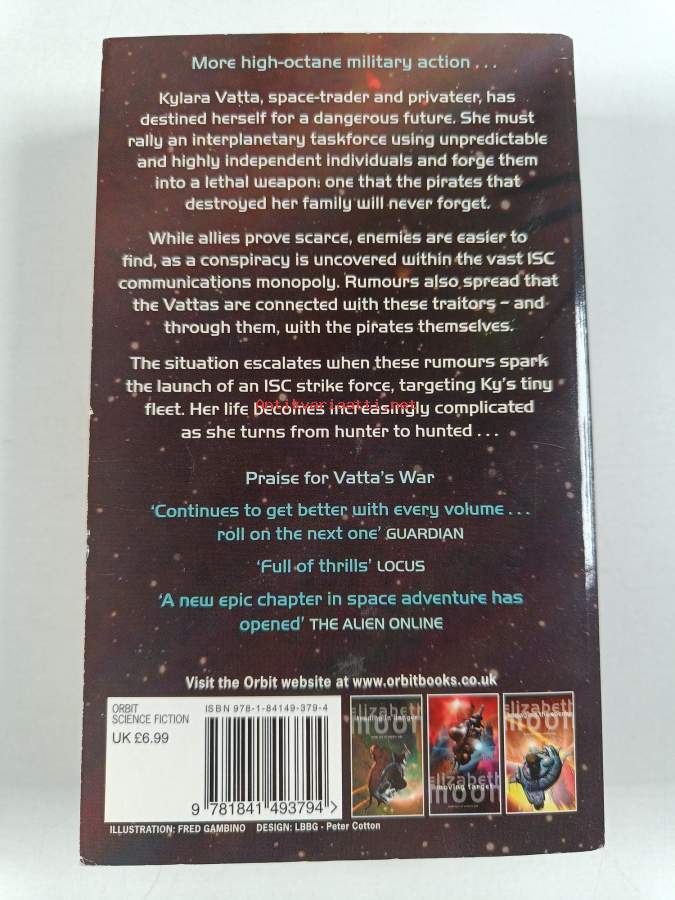 More high-octane military action . . .
Kylara Vatta, space-trader and privateer, has
destined herself for a dangerous future. She must
rally an interplanetary taskforce using unpredictable
and highly independent individuals and forge them
into a lethal weapon: one that the pirates that
destroyed her family will never forget.
While allies prove scarce, enemies are easier to
find, as a conspiracy is uncovered within the vast ISC
communications monopoly. Rumours also spread that
the Vattas are connected with these traitors – and
through them, with the pirates themselves.
The situation escalates when these rumours spark
the launch of an ISC strike force, targeting Ky's tiny
Antikvariaatti.net
fleet. Her life becomes increasingly complicated
as she turns from hunter to hunted . . .
Praise for Vatta's War
'Continues to get better with every volume . . .
roll on the next one' GUARDIAN
'Full of thrills' LOCUS
'A new epic chapter in space adventure has
opened' THE ALIEN ONLINE
Visit the Orbit website at www.orbitbooks.co.uk
ORBIT
SCIENCE FICTION
UK £6.99
ISBN 978-1-84149-379-4
9 781841 493794 >
elizabeth
moon
trading in danger
elizabeth
moon
moving target
elizabeth
moon
ILLUSTRATION: FRED GAMBINO DESIGN: LBBG - Peter Cotton